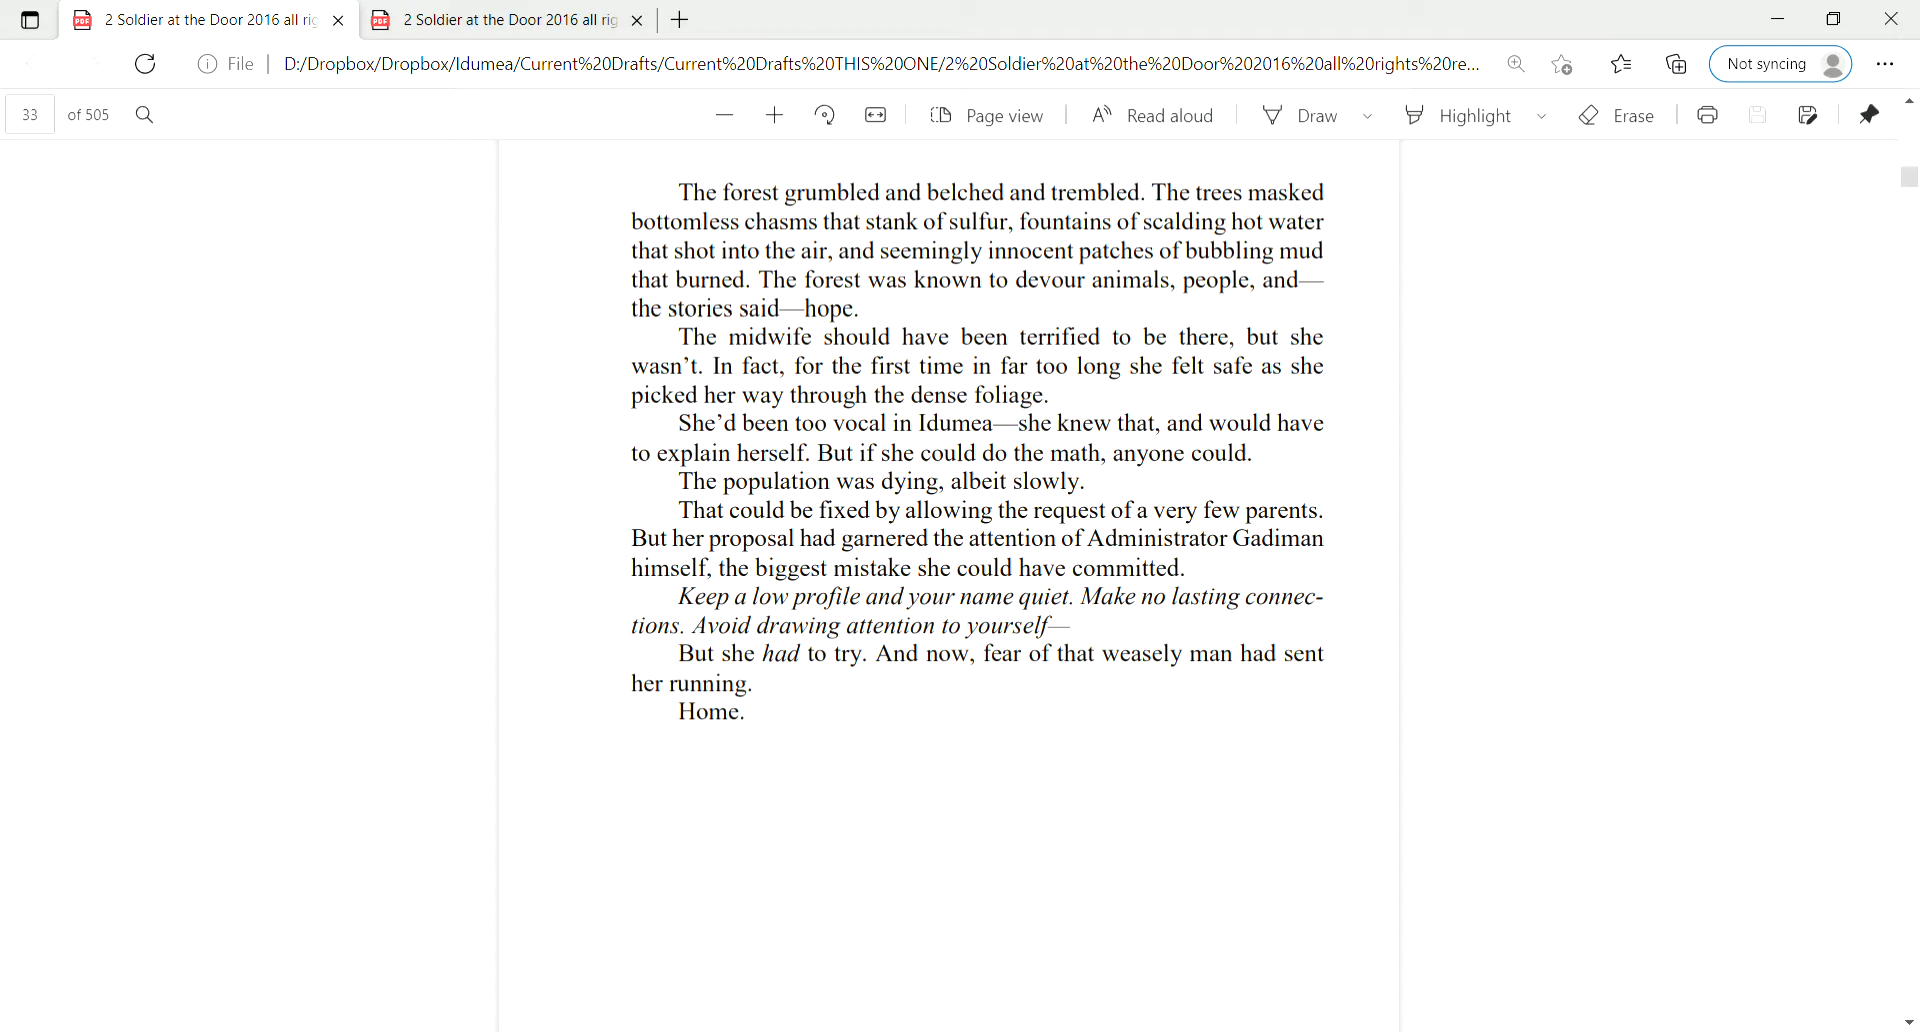 2 Soldier at the Door 2016 all rig
2 Soldier at the Door 2016 all rig
File
D:/Dropbox/Dropbox/Idumea/Current%20Drafts/Current%20Drafts%20THIS%20ONE/2%20Soldier%20at%20the%20Door%202016%20all%20rights%20re...
Not syncing
33 of 505
Page view
Read aloud
Draw
Highlight
Erase
The forest grumbled and belched and trembled. The trees masked
bottomless chasms that stank of sulfur, fountains of scalding hot water
that shot into the air, and seemingly innocent patches of bubbling mud
that burned. The forest was known to devour animals, people, and—
the stories said—hope.
The midwife should have been terrified to be there, but she
wasn’t. In fact, for the first time in far too long she felt safe as she
picked her way through the dense foliage.
She’d been too vocal in Idumea—she knew that, and would have
to explain herself. But if she could do the math, anyone could.
The population was dying, albeit slowly.
That could be fixed by allowing the request of a very few parents.
But her proposal had garnered the attention of Administrator Gadiman
himself, the biggest mistake she could have committed.
Keep a low profile and your name quiet. Make no lasting connec-
tions. Avoid drawing attention to yourself—
But she had to try. And now, fear of that weasely man had sent
her running.
Home.